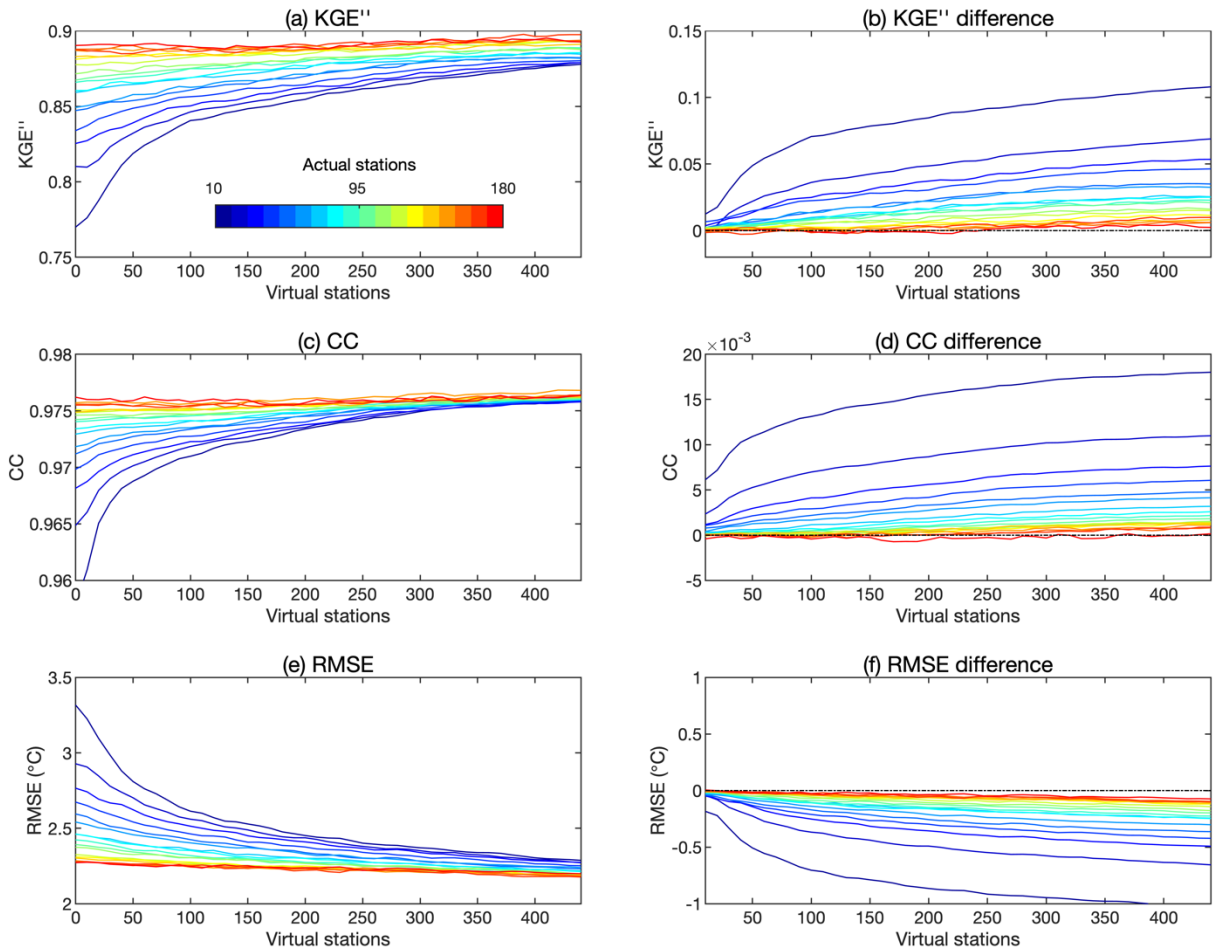 (a) KGE''
0.9
0.85
0.8
0.75
KGE''
Actual stations
10 95 180
0 50 100 150 200 250 300 350 400
Virtual stations
(b) KGE'' difference
0.15
0.1
0.05
0
KGE''
50 100 150 200 250 300 350 400
Virtual stations
(c) CC
0.98
0.975
0.97
0.965
0.96
CC
0 50 100 150 200 250 300 350 400
Virtual stations
(d) CC difference
×10⁻³
20
15
10
5
0
-5
CC
50 100 150 200 250 300 350 400
Virtual stations
(e) RMSE
3.5
3
2.5
2
RMSE (°C)
0 50 100 150 200 250 300 350 400
Virtual stations
(f) RMSE difference
1
0.5
0
-0.5
-1
RMSE (°C)
50 100 150 200 250 300 350 400
Virtual stations